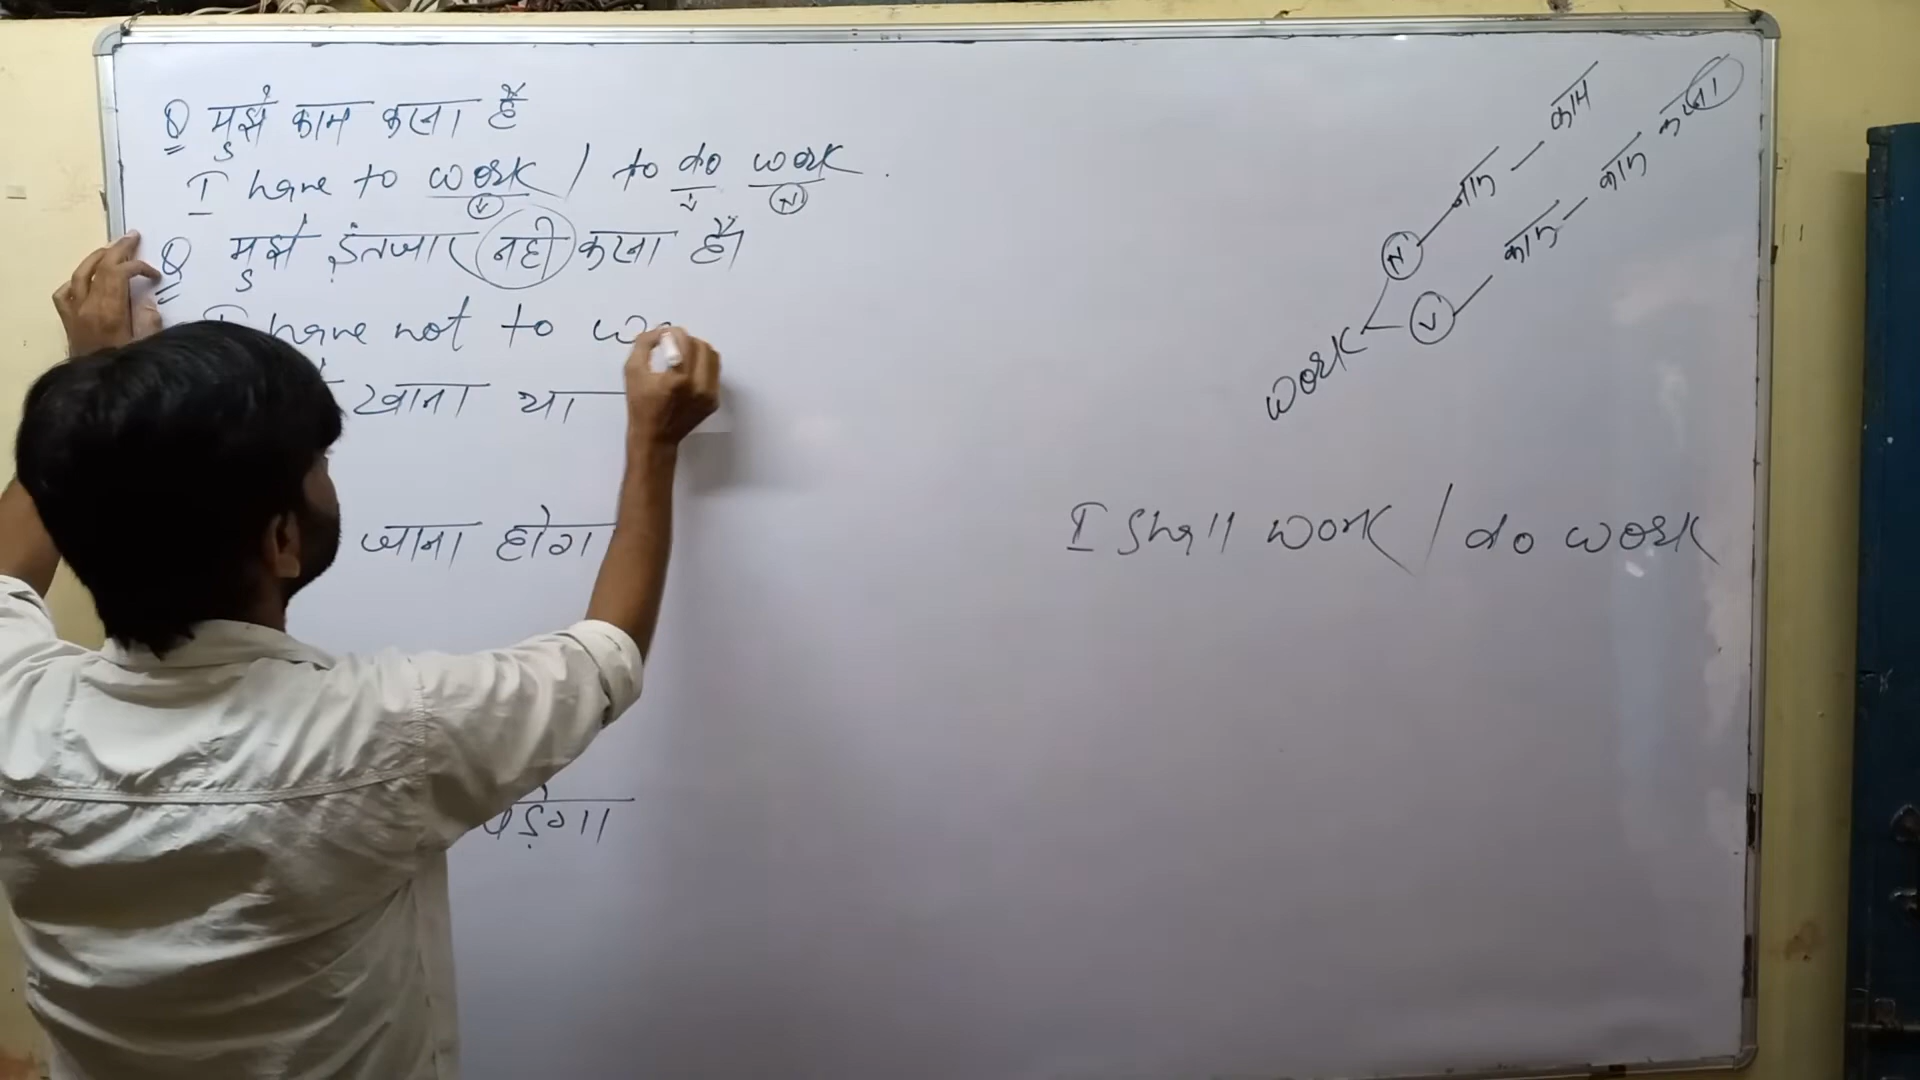 Q मुझे काम करना है
S
I have to work / to do work.
V V N
Q मुझे इंतजार नही करना है।
S
I have not to wa
खाना था
जाना होगा
पड़ेगा
work
N नाम - काम
V काम - काम - करना
I Shall work / do work